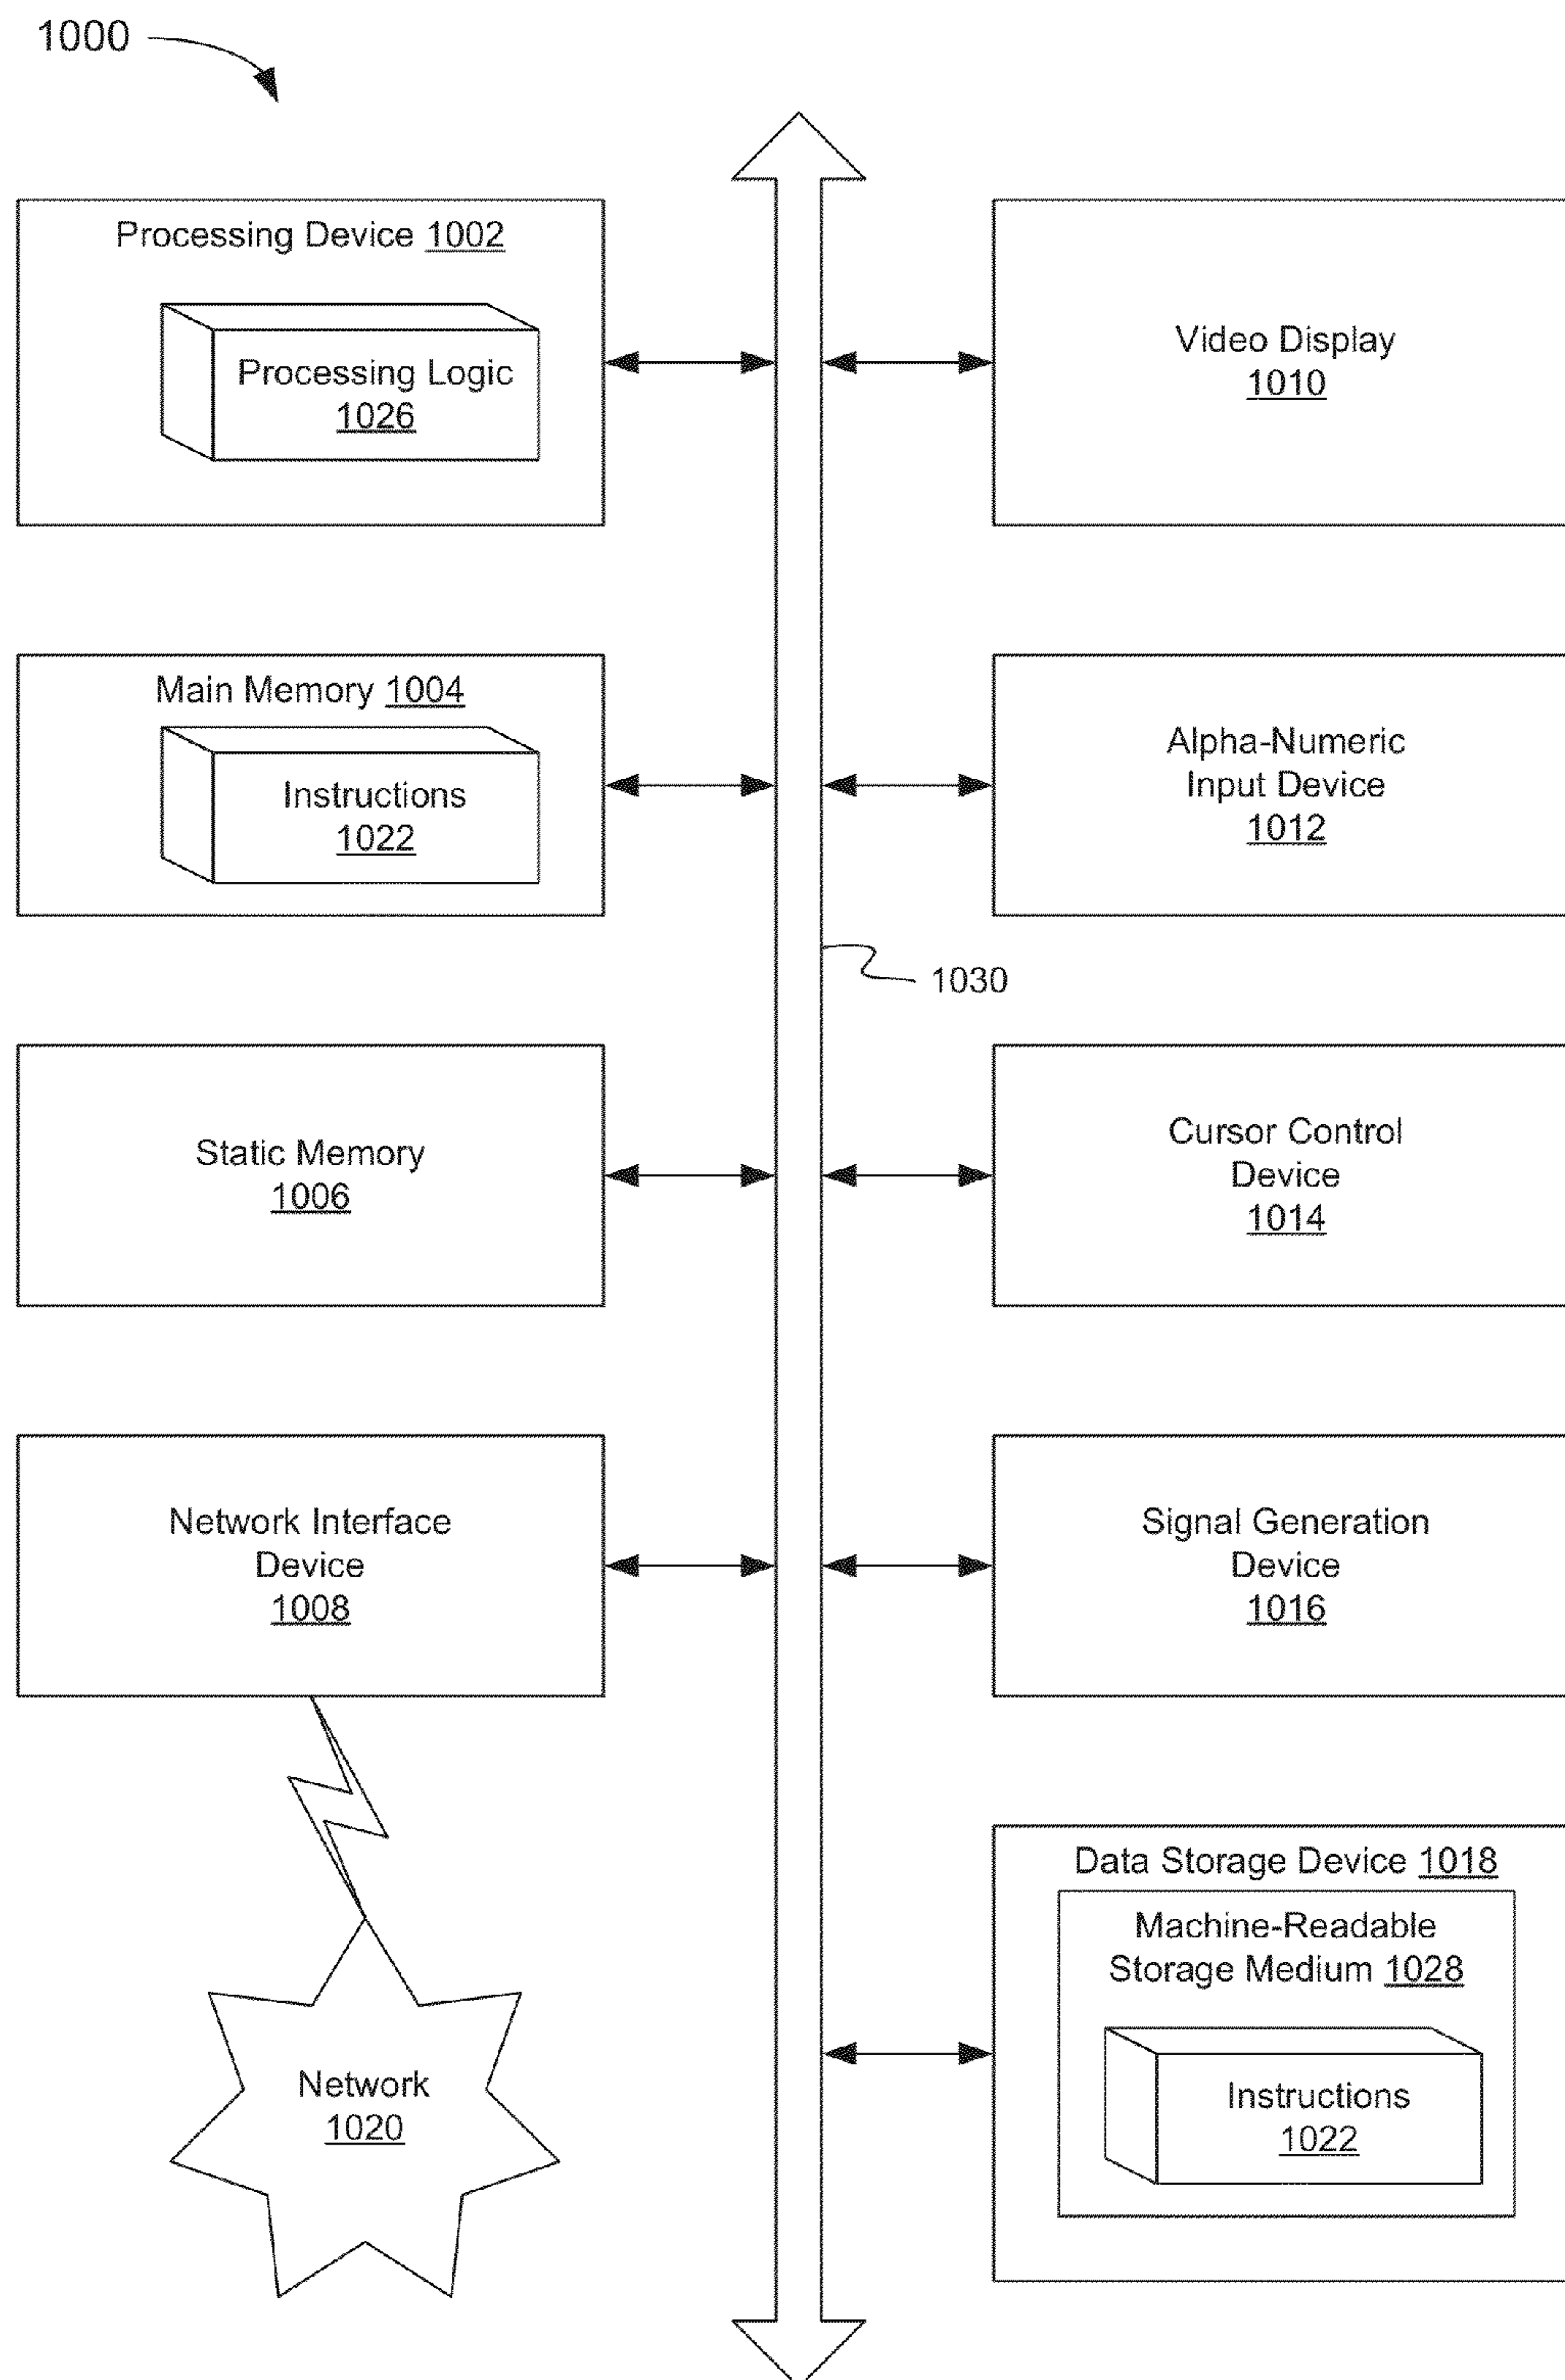 1000
Processing Device 1002
Processing Logic
1026
Video Display
1010
Main Memory 1004
Instructions
1022
Alpha-Numeric
Input Device
1012
1030
Static Memory
1006
Cursor Control
Device
1014
Network Interface
Device
1008
Signal Generation
Device
1016
Data Storage Device 1018
Machine-Readable
Storage Medium 1028
Instructions
1022
Network
1020